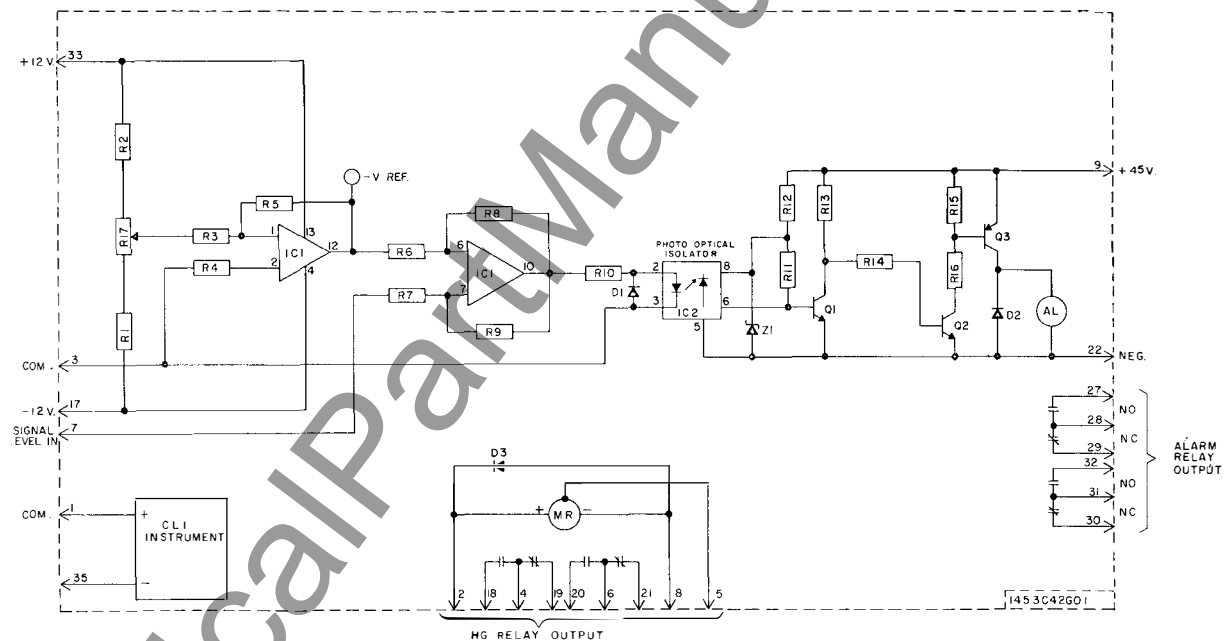 +12V.
33
R2
R17
R1
R3
R4
R5
1
2
IC1
13
12
4
-V REF.
R6
R7
R8
R9
6
7
IC1
10
R10
D1
PHOTO OPTICAL
ISOLATOR
2
3
8
6
5
IC2
Z1
R12
R11
R13
Q1
R14
R15
R16
Q2
Q3
D2
AL
9
+45V.
22
NEG.
COM.
3
-12V.
17
SIGNAL
LEVEL IN
7
COM.
1
35
+
CLI
INSTRUMENT
-
D3
+
MR
-
2
18
4
19
20
6
21
8
5
HG RELAY OUTPUT
27
NO
28
NC
29
32
NO
31
NC
30
ALARM
RELAY
OUTPUT
1453C42G01
calPartManu